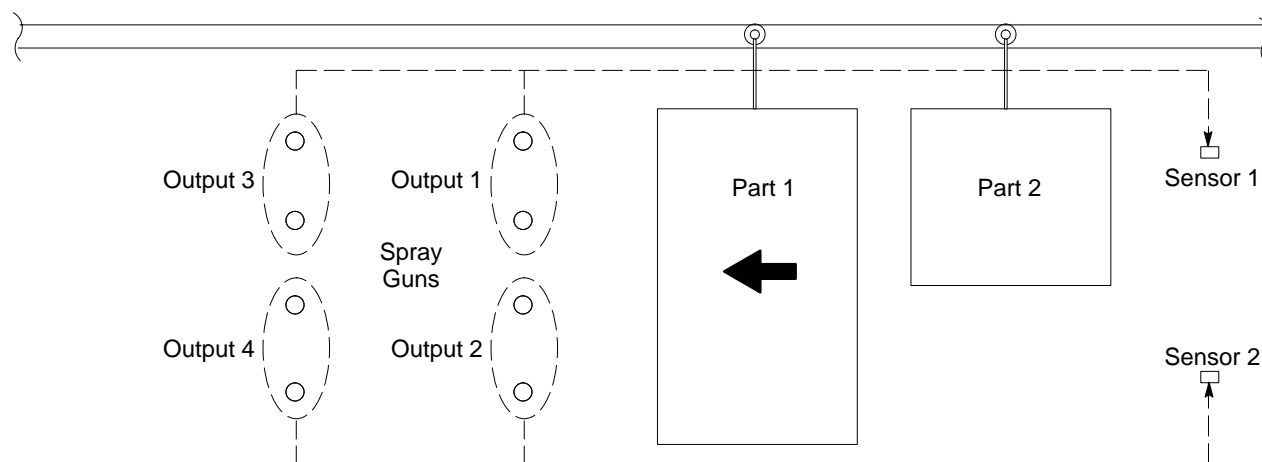 Output 3
Output 1
Part 1
Part 2
Sensor 1
Spray
Guns
Output 4
Output 2
Sensor 2